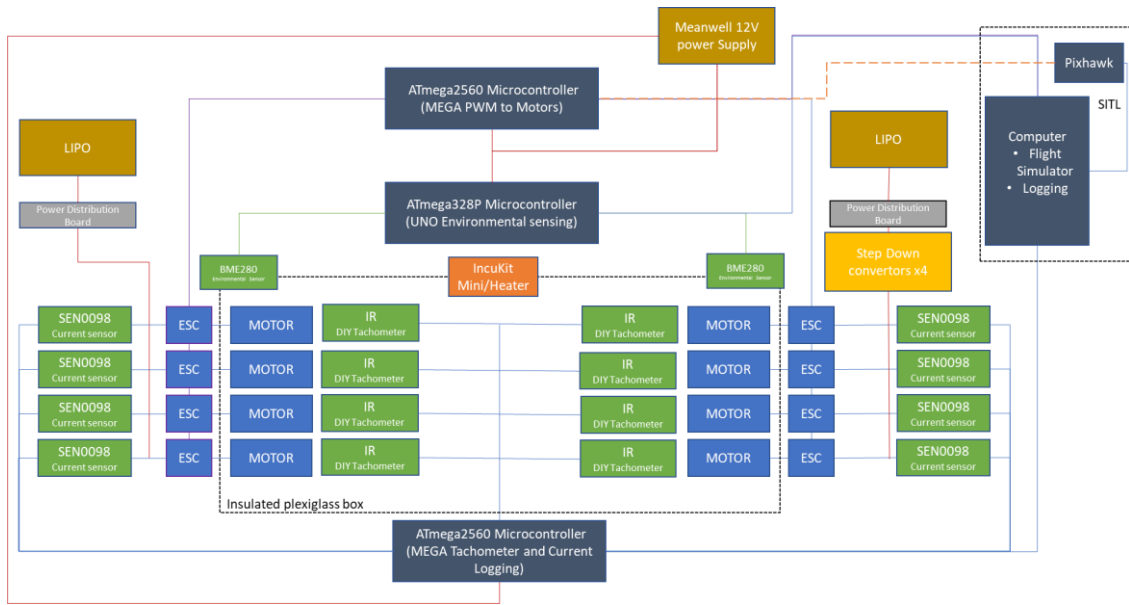 Meanwell 12V
power Supply
Pixhawk
ATmega2560 Microcontroller
(MEGA PWM to Motors)
SITL
LIPO
LIPO
Computer
• Flight
Simulator
• Logging
ATmega328P Microcontroller
(UNO Environmental sensing)
Power Distribution
Board
Power Distribution
Board
BME280
Environmental Sensor
IncuKit
Mini/Heater
BME280
Environmental Sensor
Step Down
convertors x4
SEN0098
Current sensor
ESC
MOTOR
IR
DIY Tachometer
IR
DIY Tachometer
MOTOR
ESC
SEN0098
Current sensor
SEN0098
Current sensor
ESC
MOTOR
IR
DIY Tachometer
IR
DIY Tachometer
MOTOR
ESC
SEN0098
Current sensor
SEN0098
Current sensor
ESC
MOTOR
IR
DIY Tachometer
IR
DIY Tachometer
MOTOR
ESC
SEN0098
Current sensor
SEN0098
Current sensor
ESC
MOTOR
IR
DIY Tachometer
IR
DIY Tachometer
MOTOR
ESC
SEN0098
Current sensor
Insulated plexiglass box
ATmega2560 Microcontroller
(MEGA Tachometer and Current
Logging)